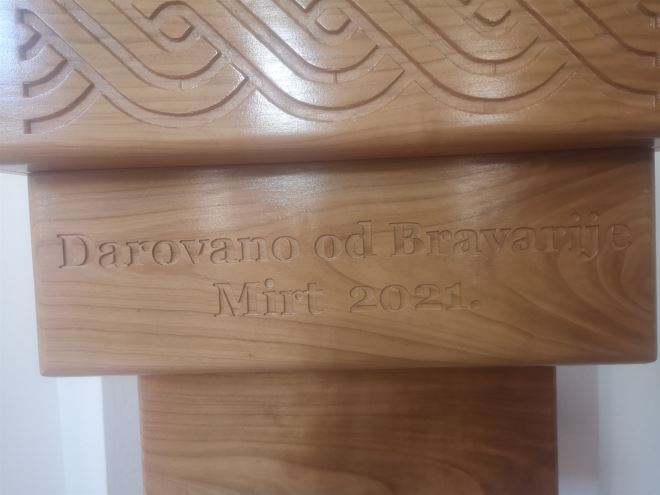 Darovano od Bravarije
Mirt 2021.